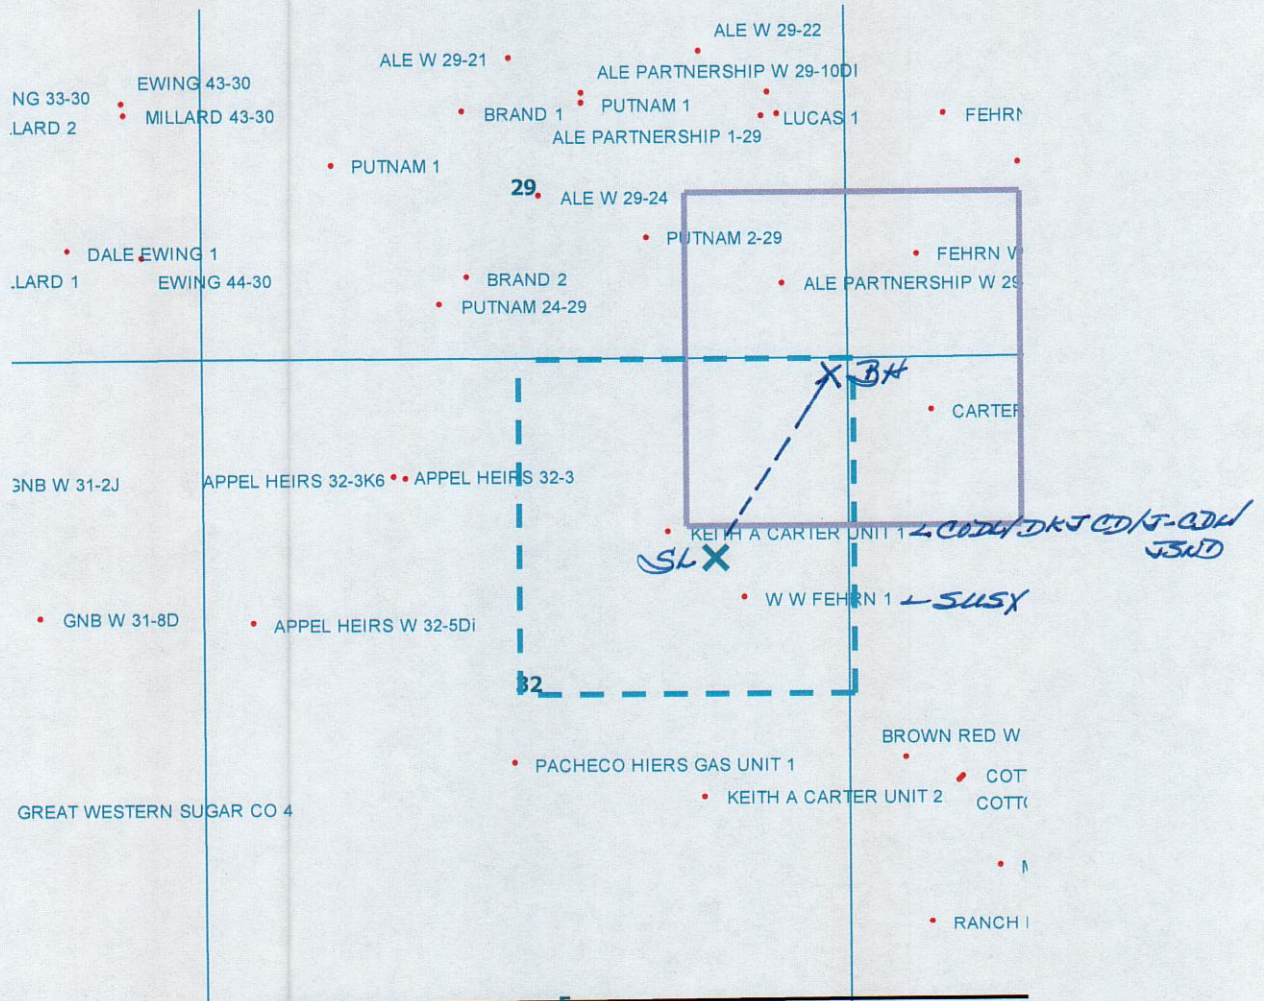 ALE W 29-22
ALE W 29-21
ALE PARTNERSHIP W 29-10DI
EWING 43-30
NG 33-30
PUTNAM 1
MILLARD 43-30
BRAND 1
LUCAS 1
FEHRN
LARD 2
ALE PARTNERSHIP 1-29
PUTNAM 1
29
ALE W 29-24
PUTNAM 2-29
DALE EWING 1
FEHRN W
LARD 1
EWING 44-30
BRAND 2
ALE PARTNERSHIP W 29
PUTNAM 24-29
BH
CARTER
GNB W 31-2J
APPEL HEIRS 32-3K6
APPEL HEIRS 32-3
KEITH A CARTER UNIT 1
SL
W W FEHRN 1
SUSX
GNB W 31-8D
APPEL HEIRS W 32-5Di
32
BROWN RED W
PACHECO HIERS GAS UNIT 1
COT
KEITH A CARTER UNIT 2
COTT
GREAT WESTERN SUGAR CO 4
RANCH